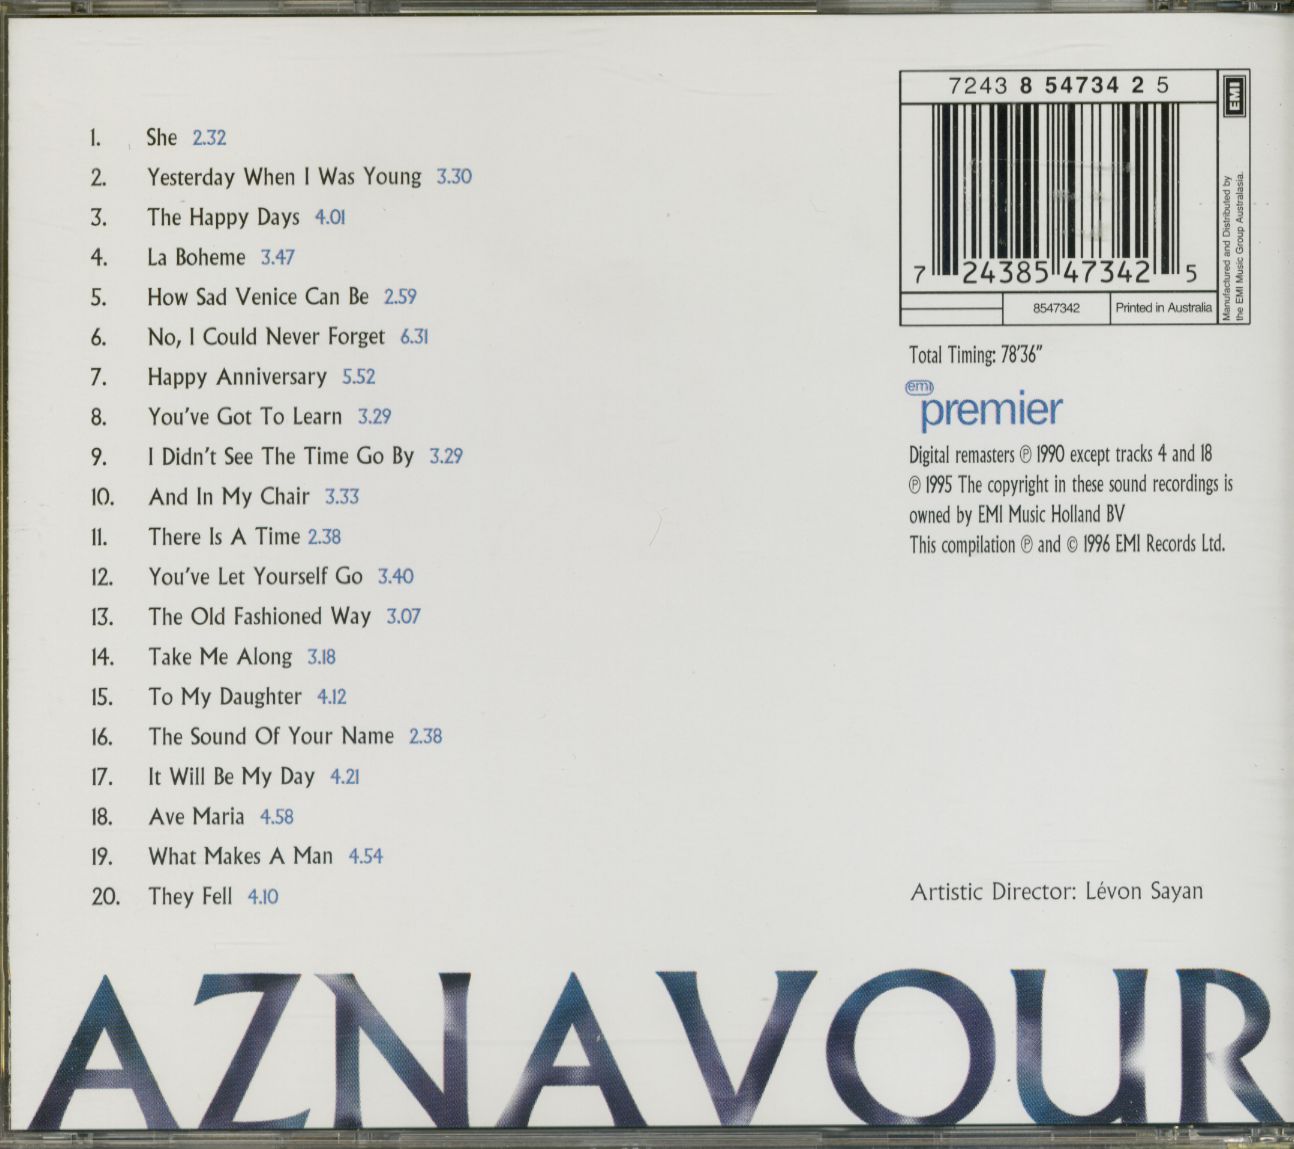 1. She 2.32
2. Yesterday When I Was Young 3.30
3. The Happy Days 4.01
4. La Boheme 3.47
5. How Sad Venice Can Be 2.59
6. No, I Could Never Forget 6.31
7. Happy Anniversary 5.52
8. You've Got To Learn 3.29
9. I Didn't See The Time Go By 3.29
10. And In My Chair 3.33
11. There Is A Time 2.38
12. You've Let Yourself Go 3.40
13. The Old Fashioned Way 3.07
14. Take Me Along 3.18
15. To My Daughter 4.12
16. The Sound Of Your Name 2.38
17. It Will Be My Day 4.21
18. Ave Maria 4.58
19. What Makes A Man 4.54
20. They Fell 4.10
7243 8 54734 2 5
EMI
7 24385 47342 5
8547342
Printed in Australia
Manufactured and Distributed by
the EMI Music Group Australasia.
Total Timing: 78'36"
emi
premier
Digital remasters ℗ 1990 except tracks 4 and 18
℗ 1995 The copyright in these sound recordings is
owned by EMI Music Holland BV
This compilation ℗ and © 1996 EMI Records Ltd.
Artistic Director: Lévon Sayan
AZNAVOUR